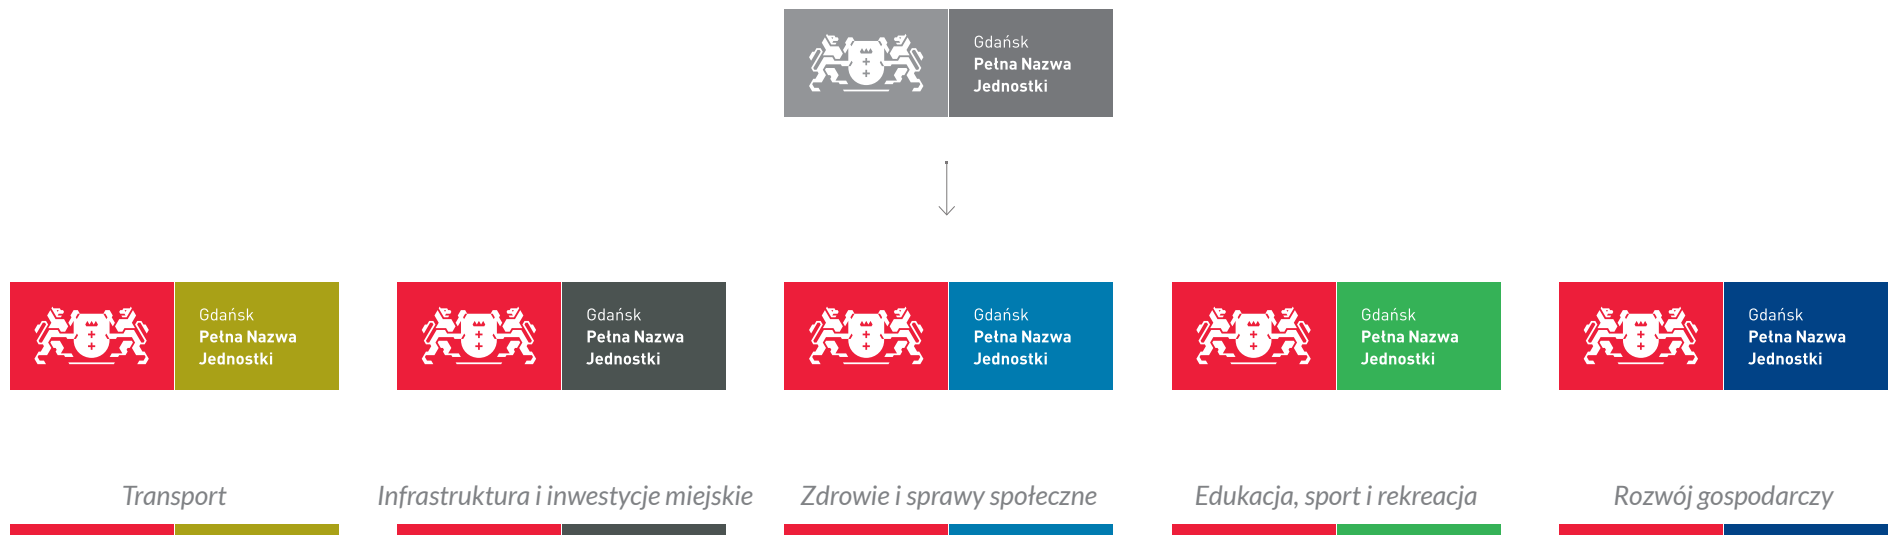 Gdańsk
Pełna Nazwa
Jednostki
Gdańsk
Pełna Nazwa
Jednostki
Gdańsk
Pełna Nazwa
Jednostki
Gdańsk
Pełna Nazwa
Jednostki
Gdańsk
Pełna Nazwa
Jednostki
Gdańsk
Pełna Nazwa
Jednostki
Transport
Infrastruktura i inwestycje miejskie
Zdrowie i sprawy społeczne
Edukacja, sport i rekreacja
Rozwój gospodarczy